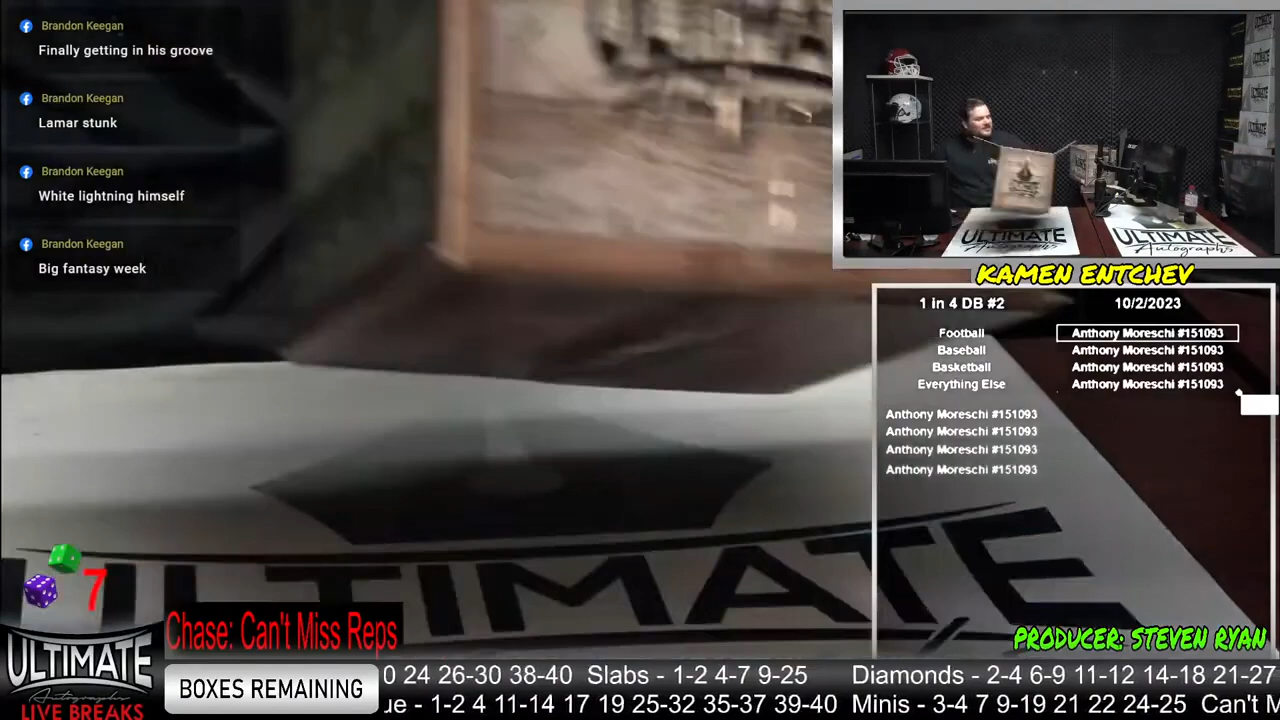 Brandon Keegan
Finally getting in his groove
Brandon Keegan
Lamar stunk
Brandon Keegan
White lightning himself
Brandon Keegan
Big fantasy week
ULTIMATE
Autographs
ULTIMATE
Autographs
KAMEN ENTCHEV
1 in 4 DB #2 10/2/2023
Football Anthony Moreschi #151093
Baseball Anthony Moreschi #151093
Basketball Anthony Moreschi #151093
Everything Else Anthony Moreschi #151093
Anthony Moreschi #151093
Anthony Moreschi #151093
Anthony Moreschi #151093
Anthony Moreschi #151093
ULTIMATE
7
PRODUCER: STEVEN RYAN
Chase: Can't Miss Reps
ULTIMATE
Autographs
LIVE BREAKS
BOXES REMAINING
0 24 26-30 38-40 Slabs - 1-2 4-7 9-25 Diamonds - 2-4 6-9 11-12 14-18 21-27
ue - 1-2 4 11-14 17 19 25-32 35-37 39-40 Minis - 3-4 7 9-19 21 22 24-25 Can't M